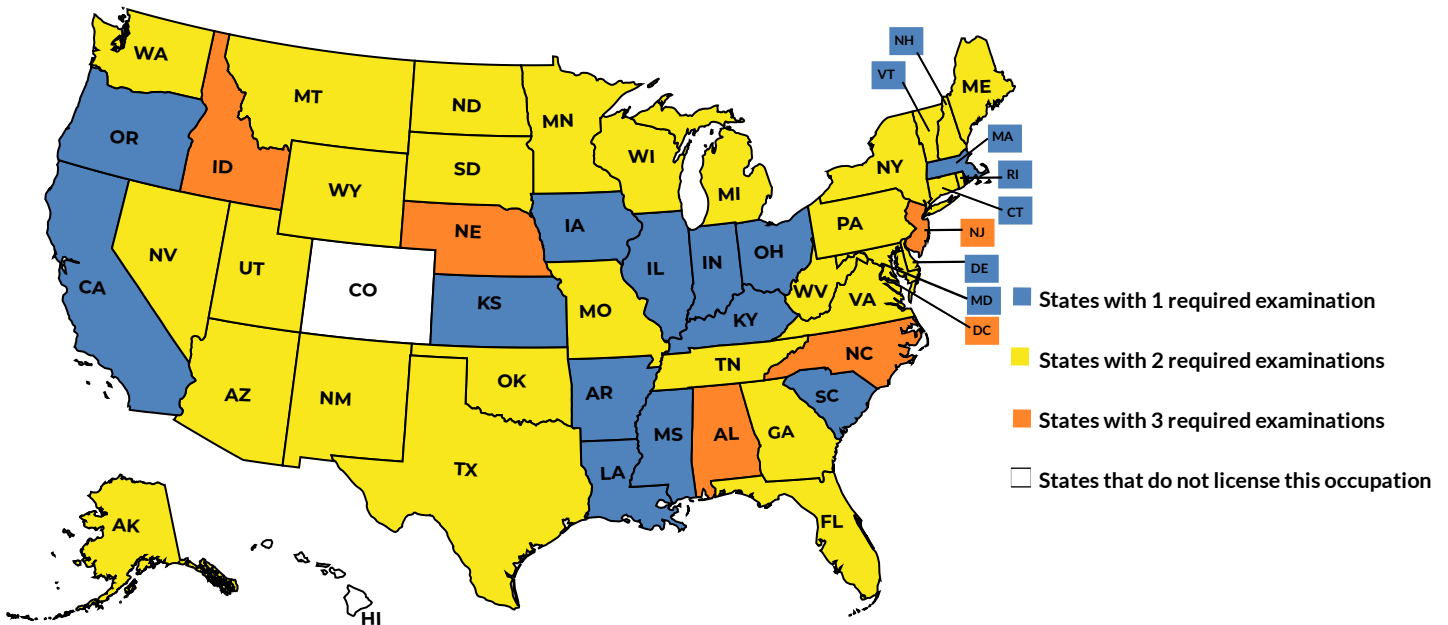 WA
MT
ND
MN
ME
NH
VT
OR
ID
SD
WI
NY
MA
WY
MI
RI
NE
IA
PA
CT
NV
UT
CO
IL
IN
OH
NJ
CA
KS
MO
KY
WV
VA
DE
MD
DC
AZ
NM
OK
AR
TN
NC
SC
MS
AL
GA
TX
LA
FL
AK
HI
States with 1 required examination
States with 2 required examinations
States with 3 required examinations
States that do not license this occupation